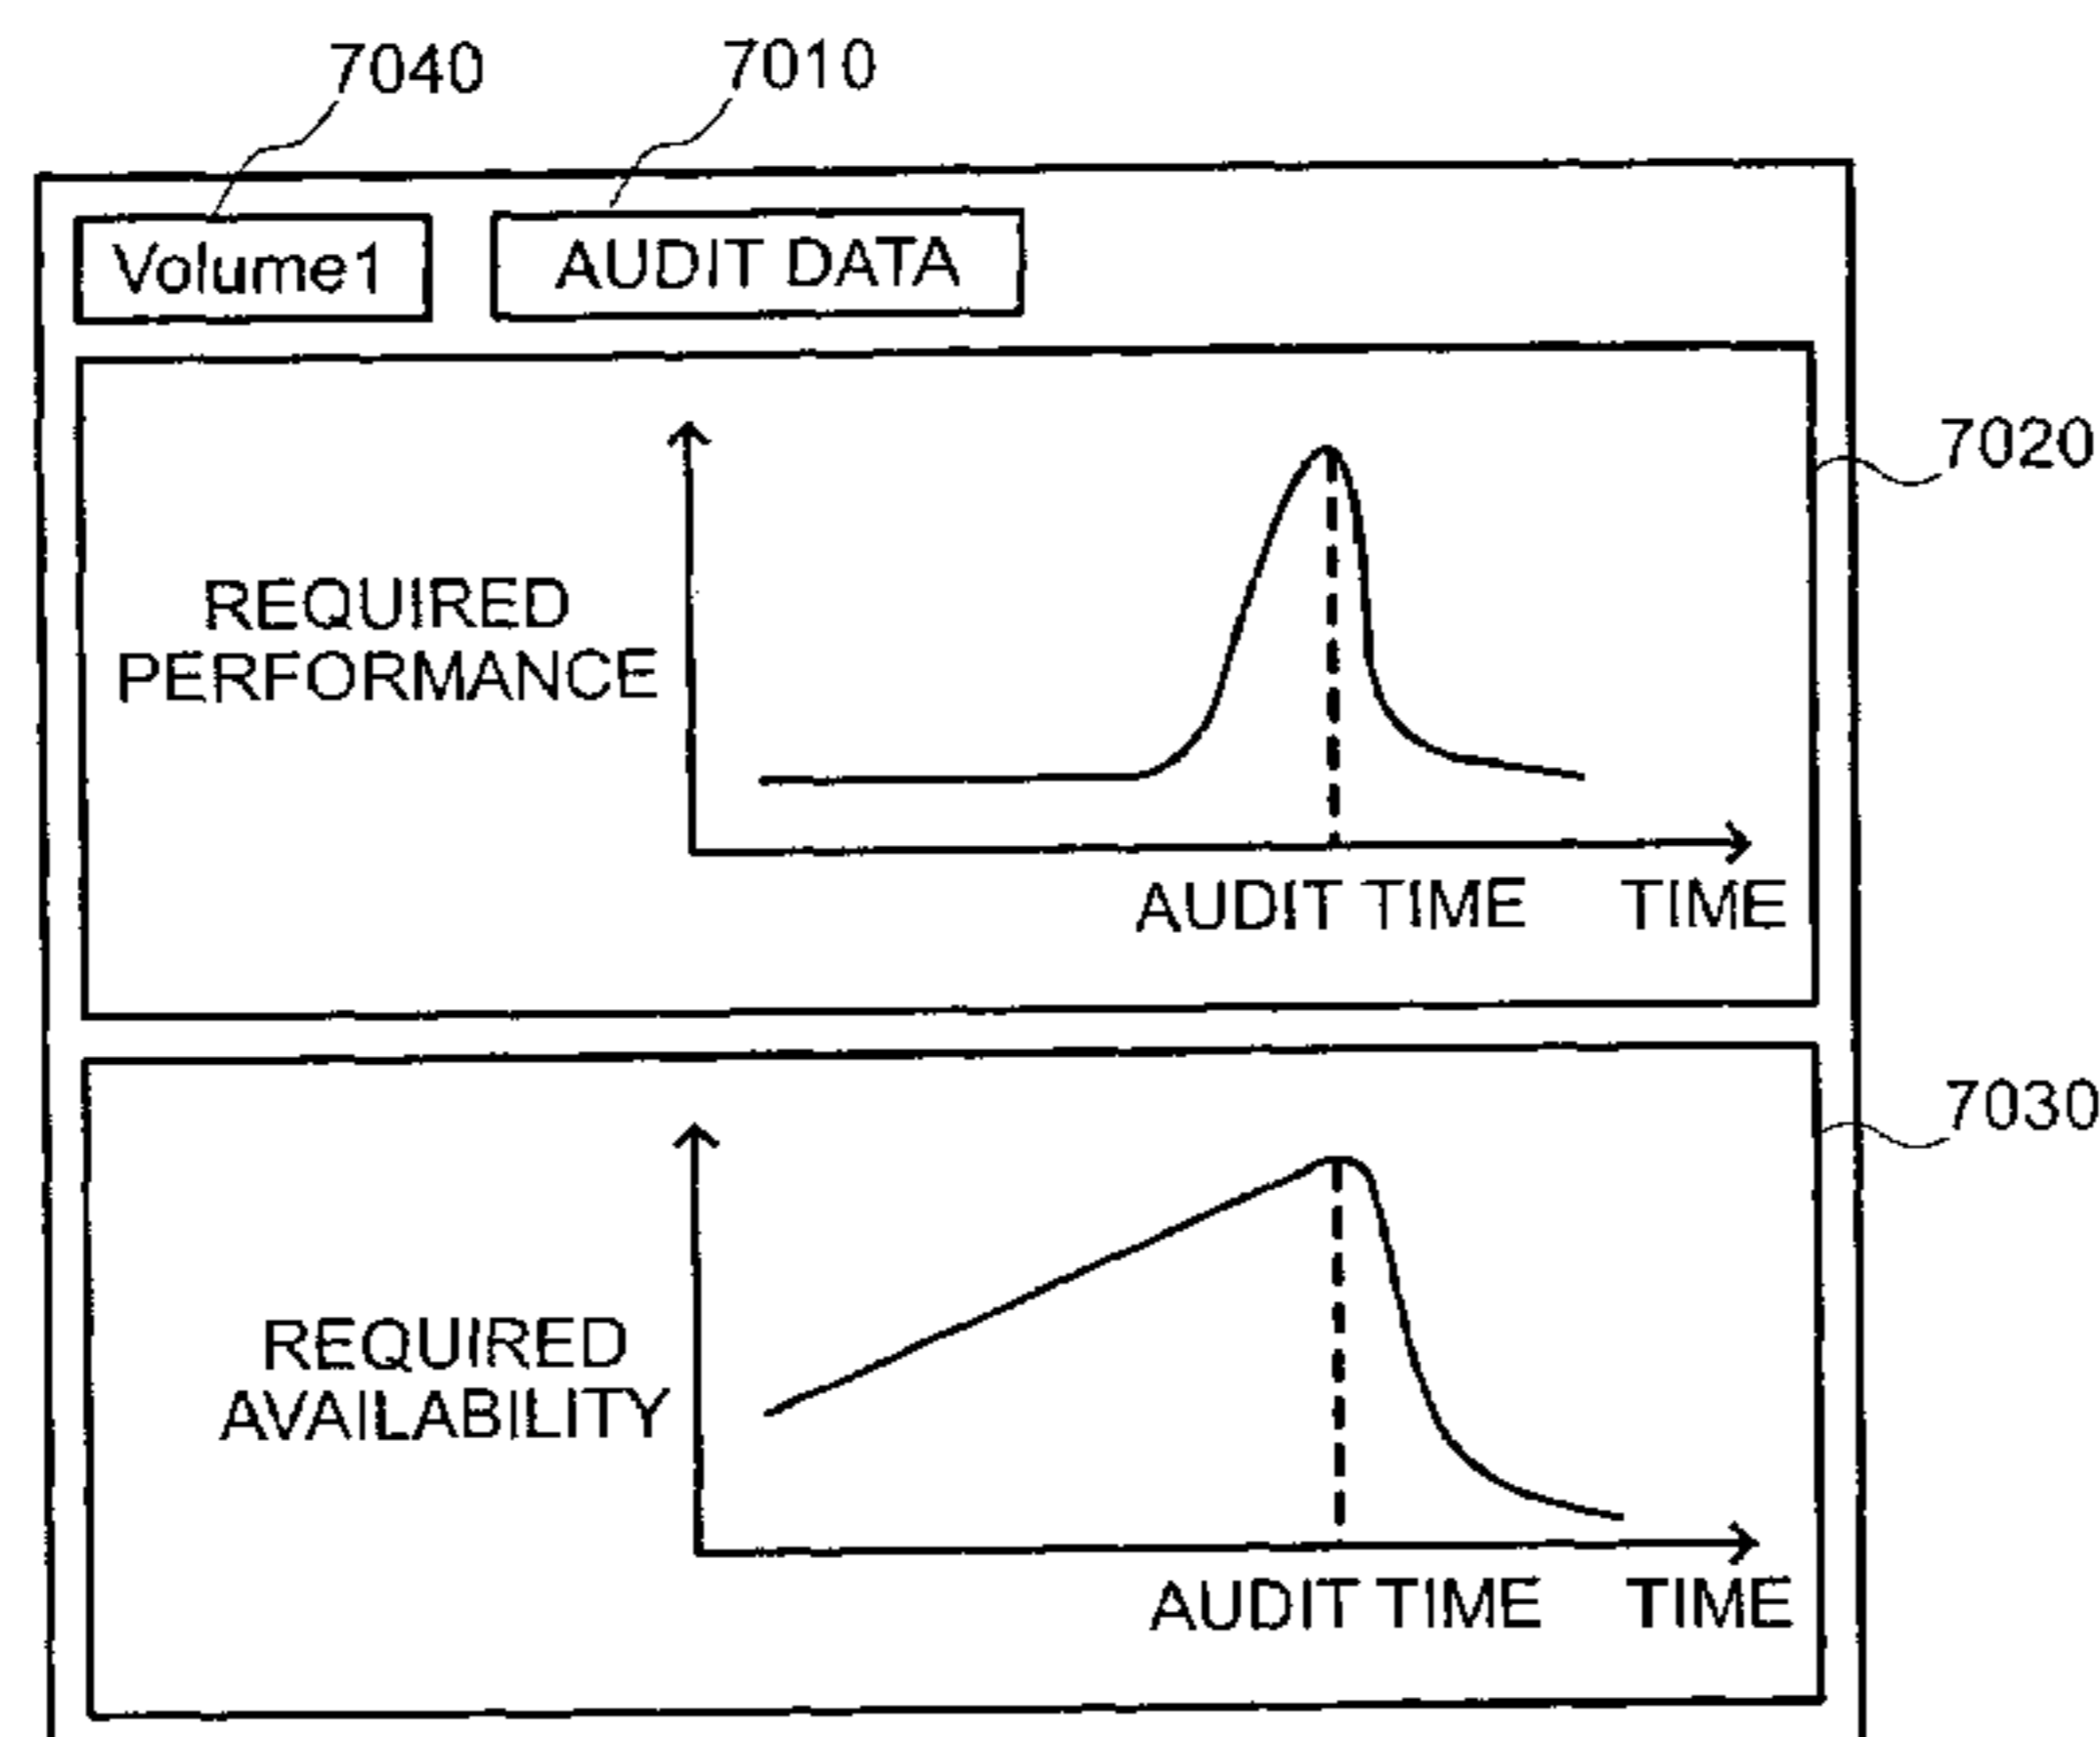 7040
7010
Volume1
AUDIT DATA
7020
REQUIRED
PERFORMANCE
AUDIT TIME
TIME
7030
REQUIRED
AVAILABILITY
AUDIT TIME
TIME